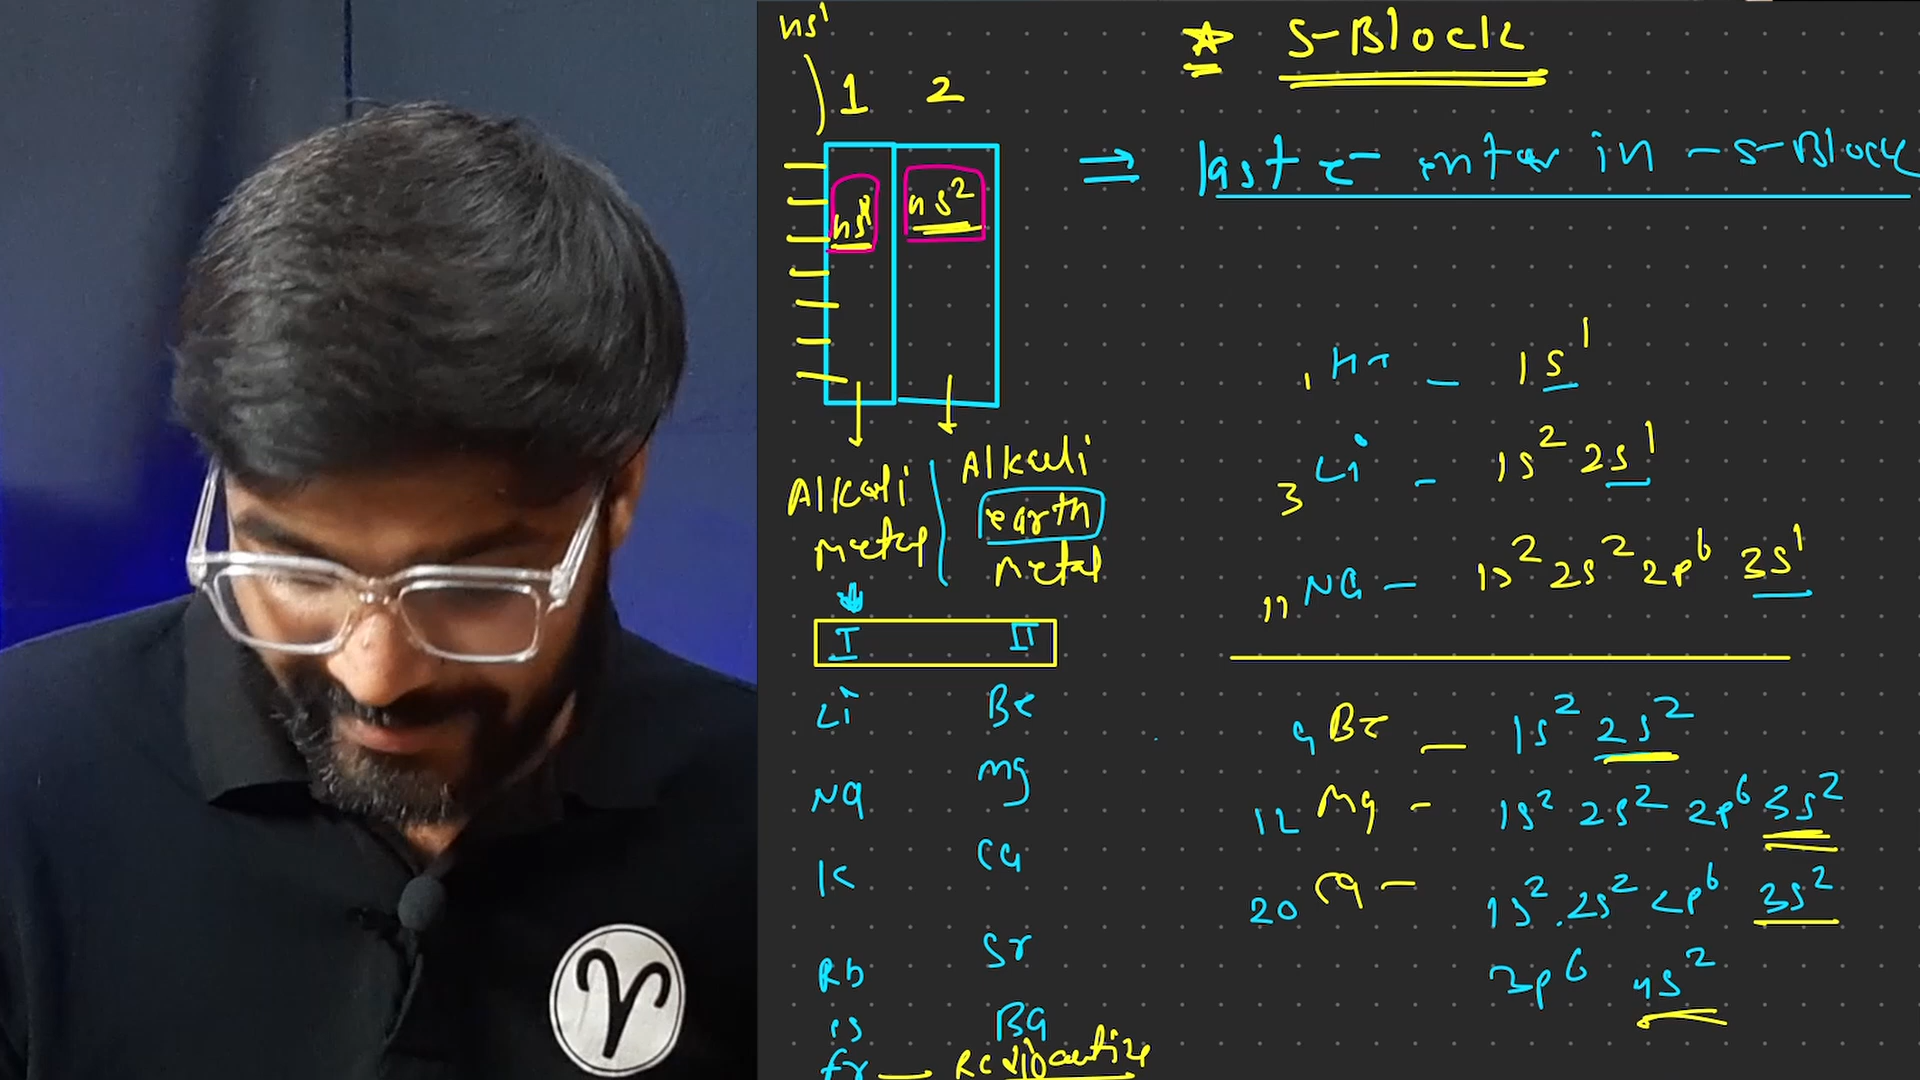 ns¹
1 2
ns¹ ns²
Alkali
metal
Alkali
earth
metal
I II
Li Be
Na Mg
K Ca
Rb Sr
Cs Ba
fr — Radioactive
☆ S-Block
⇒ last e⁻ enter in - s-Block
₁H - 1s¹
₃Li - 1s² 2s¹
₁₁Na - 1s² 2s² 2p⁶ 3s¹
₄Be - 1s² 2s²
₁₂Mg - 1s² 2s² 2p⁶ 3s²
₂₀Ca - 1s² 2s² 2p⁶ 3s²
3p⁶ 4s²